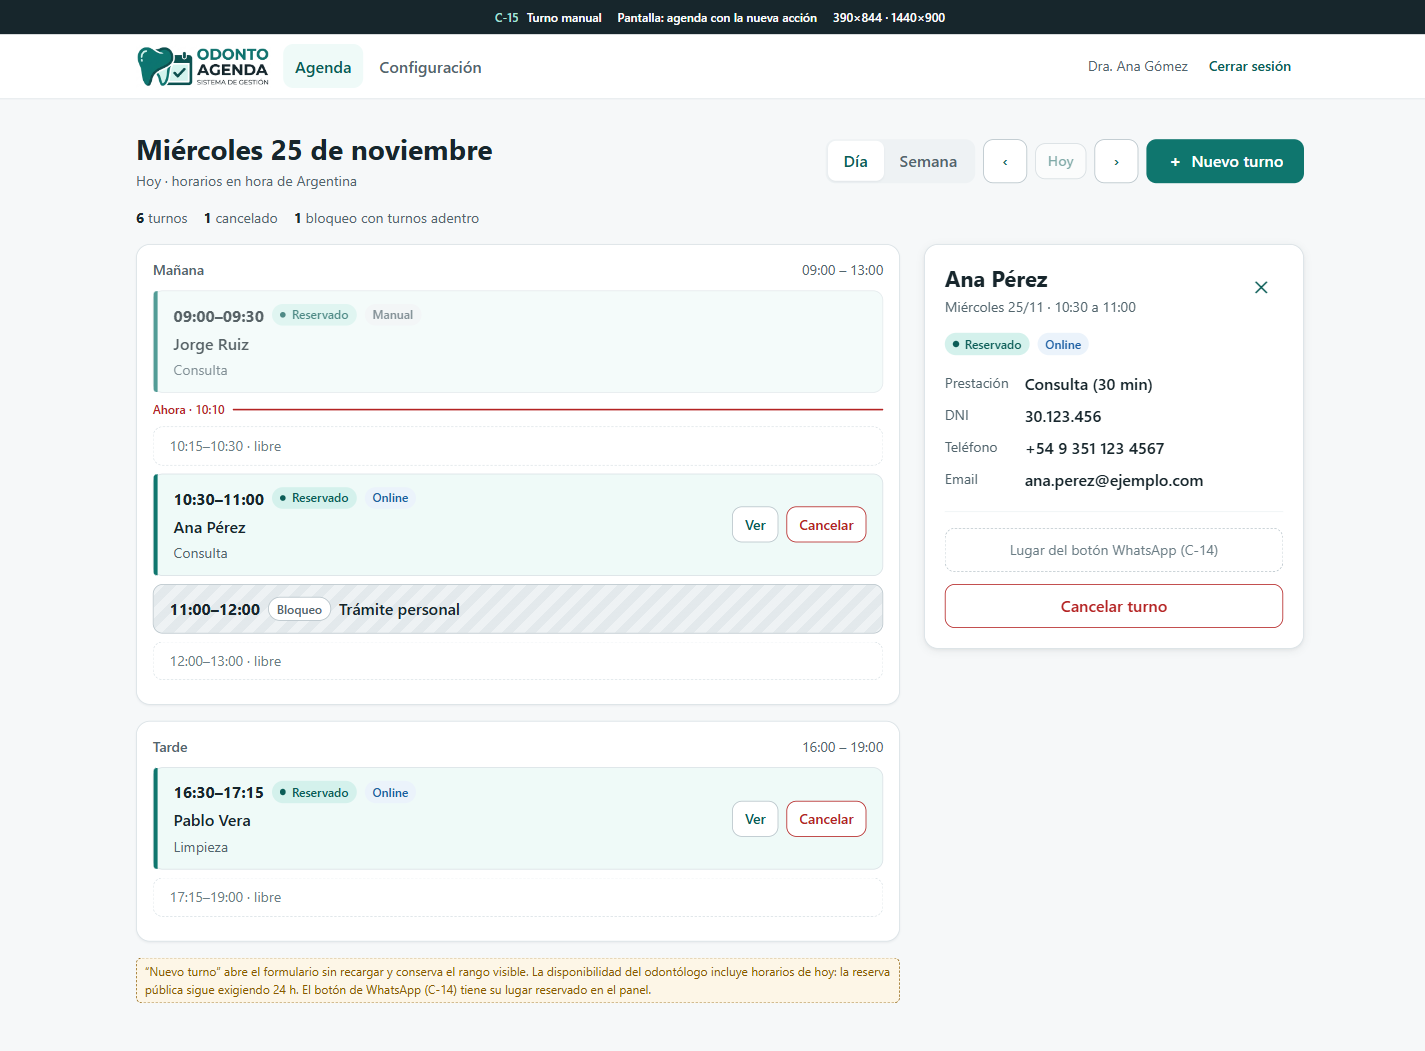 C-15 Turno manual Pantalla: agenda con la nueva acción 390×844 · 1440×900
ODONTO
AGENDA
SISTEMA DE GESTIÓN
Agenda
Configuración
Dra. Ana Gómez
Cerrar sesión
Miércoles 25 de noviembre
Hoy · horarios en hora de Argentina
Día
Semana
‹
Hoy
›
+ Nuevo turno
6 turnos 1 cancelado 1 bloqueo con turnos adentro
Mañana 09:00 – 13:00
09:00–09:30 Reservado Manual
Jorge Ruiz
Consulta
Ahora · 10:10
10:15–10:30 · libre
10:30–11:00 Reservado Online
Ana Pérez
Consulta
Ver
Cancelar
11:00–12:00 Bloqueo Trámite personal
12:00–13:00 · libre
Tarde 16:00 – 19:00
16:30–17:15 Reservado Online
Pablo Vera
Limpieza
Ver
Cancelar
17:15–19:00 · libre
“Nuevo turno” abre el formulario sin recargar y conserva el rango visible. La disponibilidad del odontólogo incluye horarios de hoy: la reserva
pública sigue exigiendo 24 h. El botón de WhatsApp (C-14) tiene su lugar reservado en el panel.
Ana Pérez
Miércoles 25/11 · 10:30 a 11:00
Reservado Online
Prestación Consulta (30 min)
DNI 30.123.456
Teléfono +54 9 351 123 4567
Email ana.perez@ejemplo.com
Lugar del botón WhatsApp (C-14)
Cancelar turno